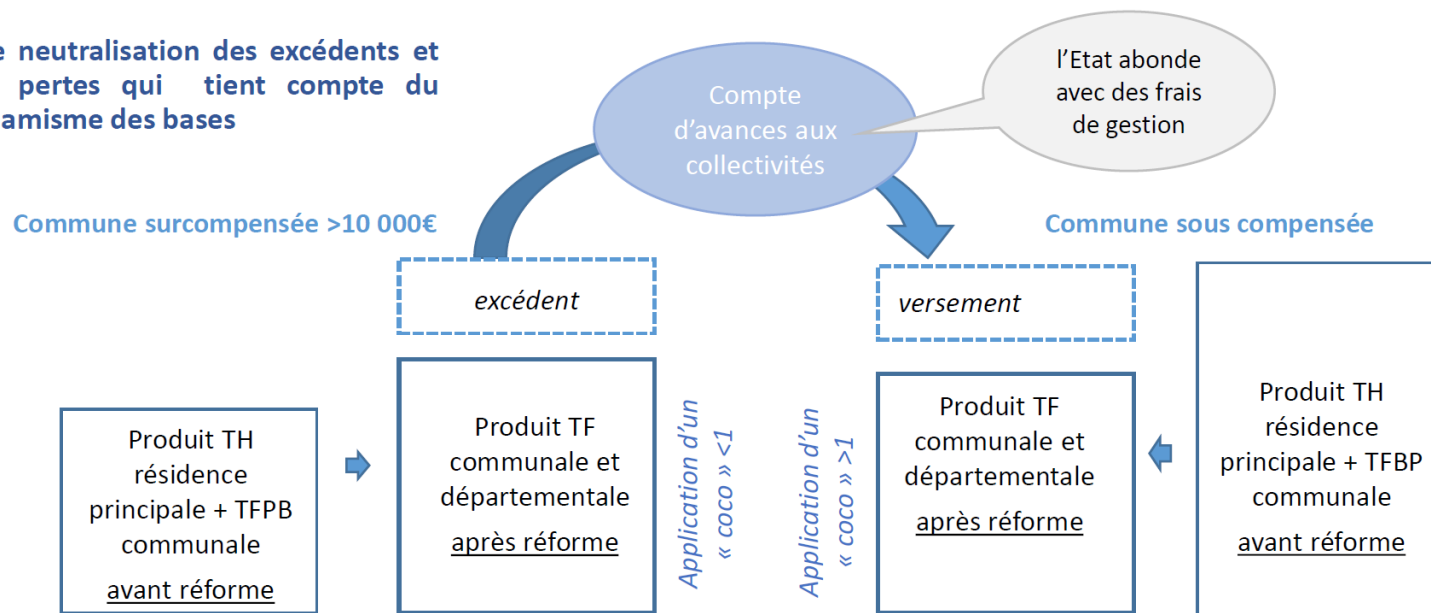 e neutralisation des excédents et
pertes qui tient compte du
amisme des bases
l'Etat abonde
avec des frais
de gestion
Compte
d'avances aux
collectivités
Commune surcompensée >10 000€
Commune sous compensée
excédent
versement
Produit TH
résidence
principale + TFPB
communale
avant réforme
Produit TF
communale et
départementale
après réforme
Application d'un
« coco » <1
Application d'un
« coco » >1
Produit TF
communale et
départementale
après réforme
Produit TH
résidence
principale + TFBP
communale
avant réforme